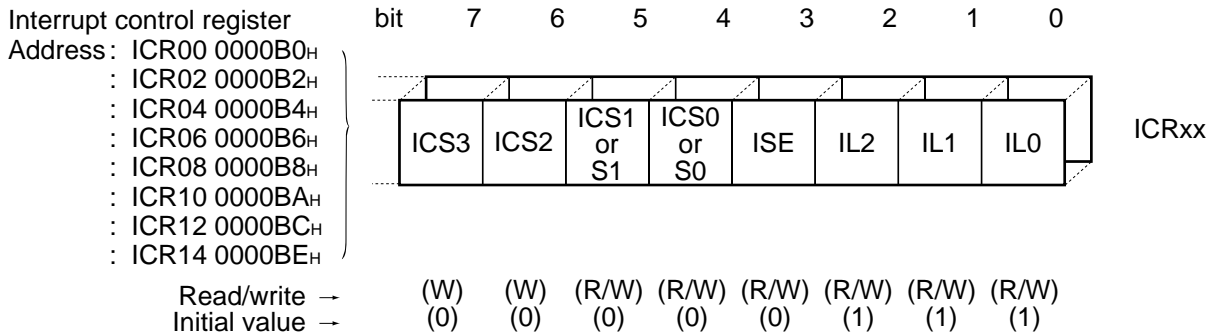 Interrupt control register bit 7 6 5 4 3 2 1 0
Address : ICR00 0000B0H
: ICR02 0000B2H
: ICR04 0000B4H
: ICR06 0000B6H
: ICR08 0000B8H
: ICR10 0000BAH
: ICR12 0000BCH
: ICR14 0000BEH
ICS3 ICS2 ICS1 or S1 ICS0 or S0 ISE IL2 IL1 IL0 ICRxx
Read/write → (W) (W) (R/W) (R/W) (R/W) (R/W) (R/W) (R/W)
Initial value → (0) (0) (0) (0) (0) (1) (1) (1)